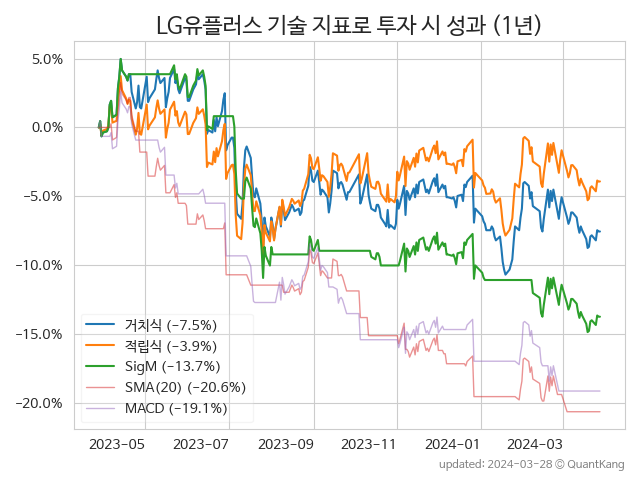 LG유플러스 기술 지표로 투자 시 성과 (1년)
5.0%
0.0%
−5.0%
−10.0%
−15.0%
−20.0%
거치식 (−7.5%)
적립식 (−3.9%)
SigM (−13.7%)
SMA(20) (−20.6%)
MACD (−19.1%)
2023-05 2023-07 2023-09 2023-11 2024-01 2024-03
updated: 2024-03-28 © QuantKang